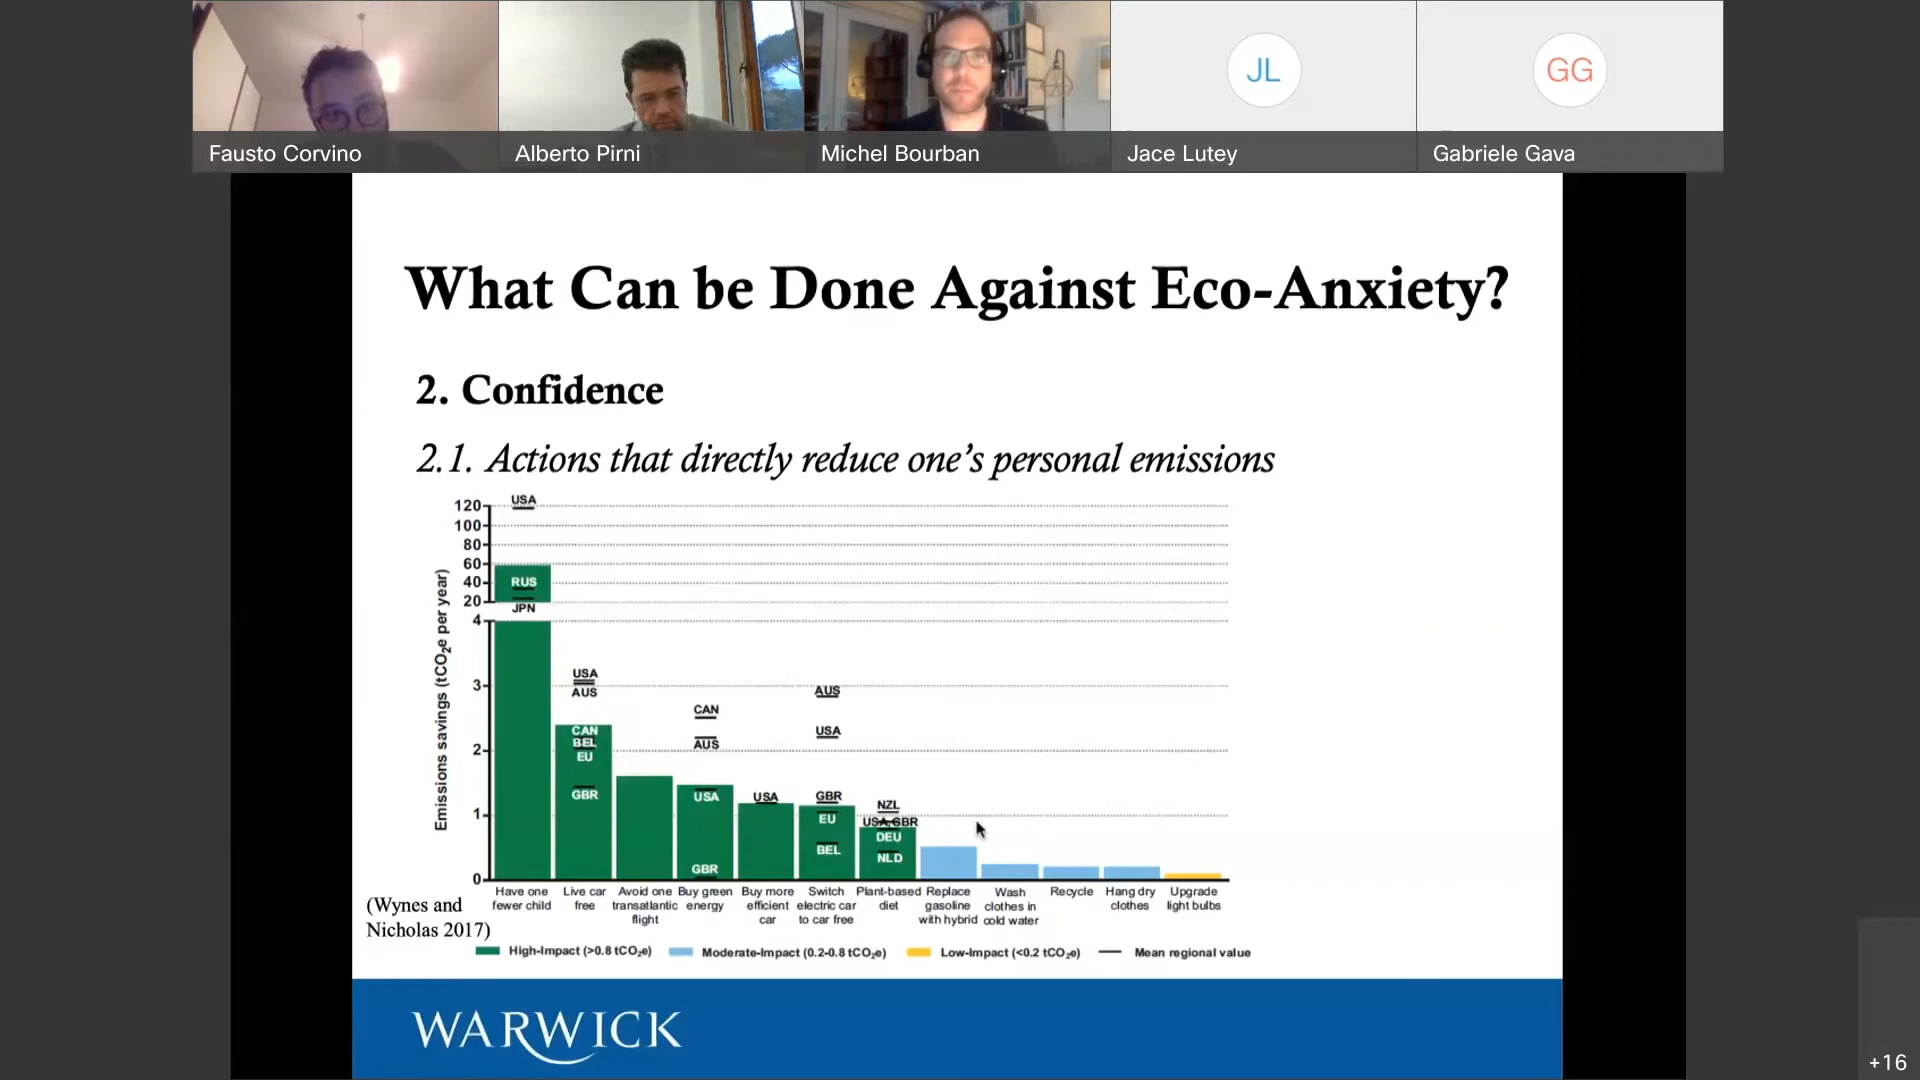 Fausto Corvino
Alberto Pirni
Michel Bourban
JL
Jace Lutey
GG
Gabriele Gava
What Can be Done Against Eco-Anxiety?
2. Confidence
2.1. Actions that directly reduce one's personal emissions
Emissions savings (tCO₂e per year)
120
100
80
60
40
20
4
3
2
1
0
USA
RUS
JPN
USA
AUS
CAN
BEL
EU
GBR
CAN
AUS
USA
GBR
USA
AUS
USA
GBR
EU
BEL
NZL
USA GBR
DEU
NLD
Have one
fewer child
Live car
free
Avoid one
transatlantic
flight
Buy green
energy
Buy more
efficient
car
Switch
electric car
to car free
Plant-based
diet
Replace
gasoline
with hybrid
Wash
clothes in
cold water
Recycle
Hang dry
clothes
Upgrade
light bulbs
(Wynes and
Nicholas 2017)
High-Impact (>0.8 tCO₂e)
Moderate-Impact (0.2-0.8 tCO₂e)
Low-Impact (<0.2 tCO₂e)
Mean regional value
WARWICK
+16